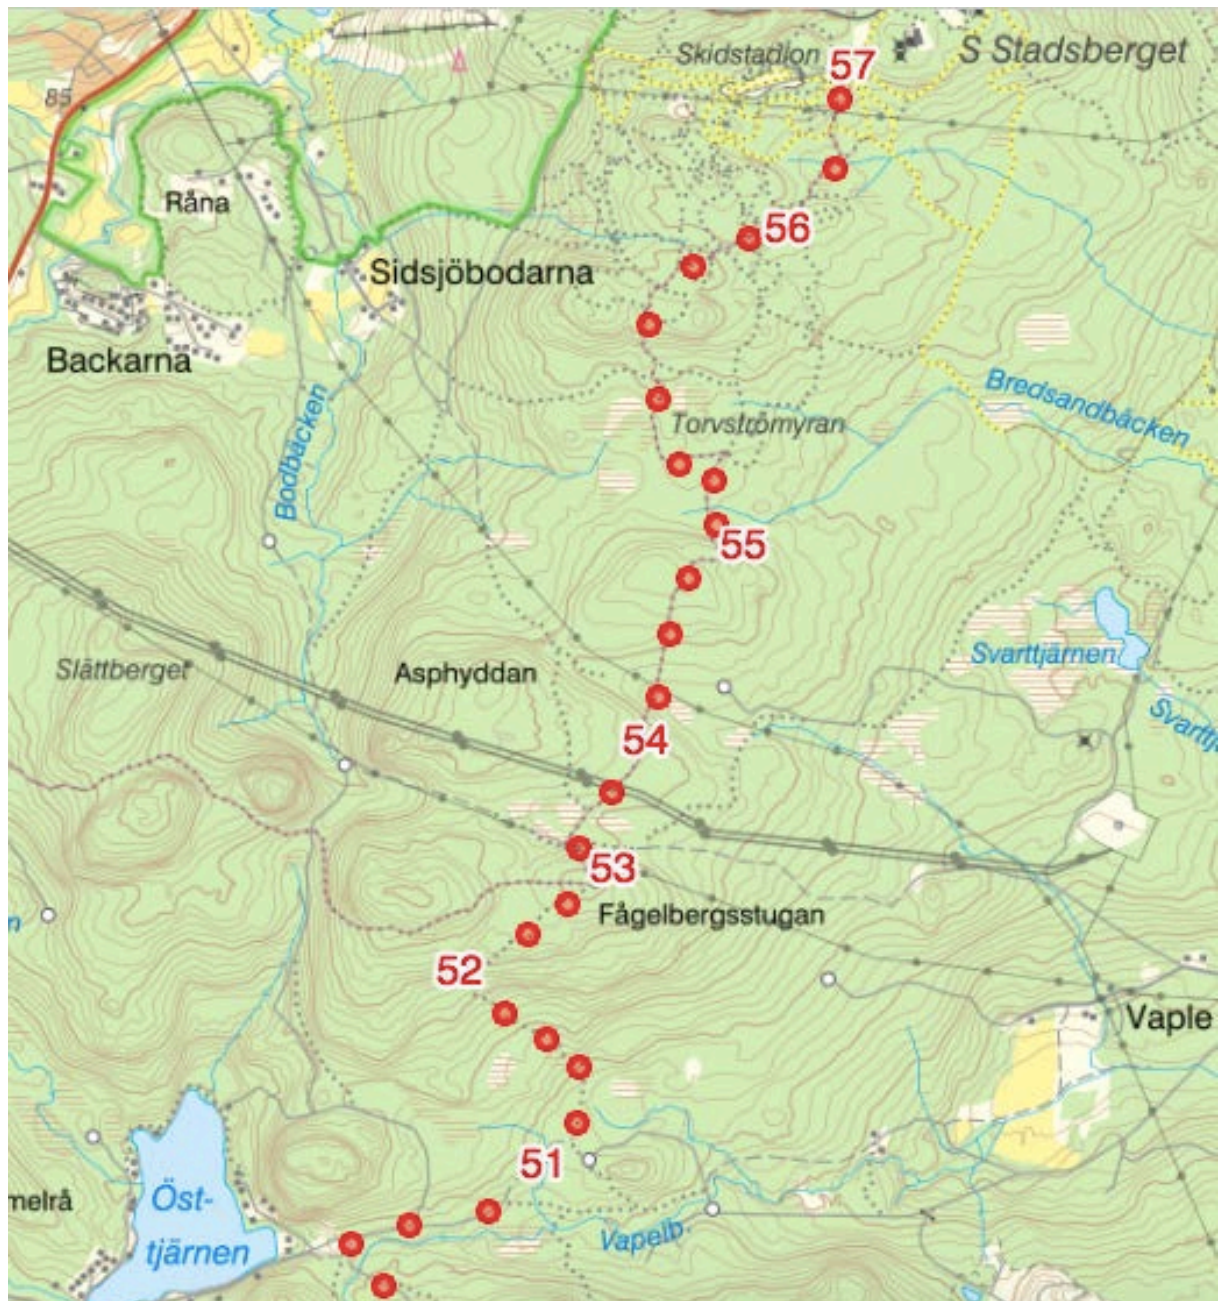 Skidstadion
57
S Stadsberget
85
Råna
56
Sidsjöbodarna
Backarna
Bredsandbäcken
Torvströmyran
Bodbäcken
55
Svarttjärnen
Slättberget
Asphyddan
54
53
Fågelbergsstugan
52
Vaple
51
Öst-
tjärnen
Vapelb.